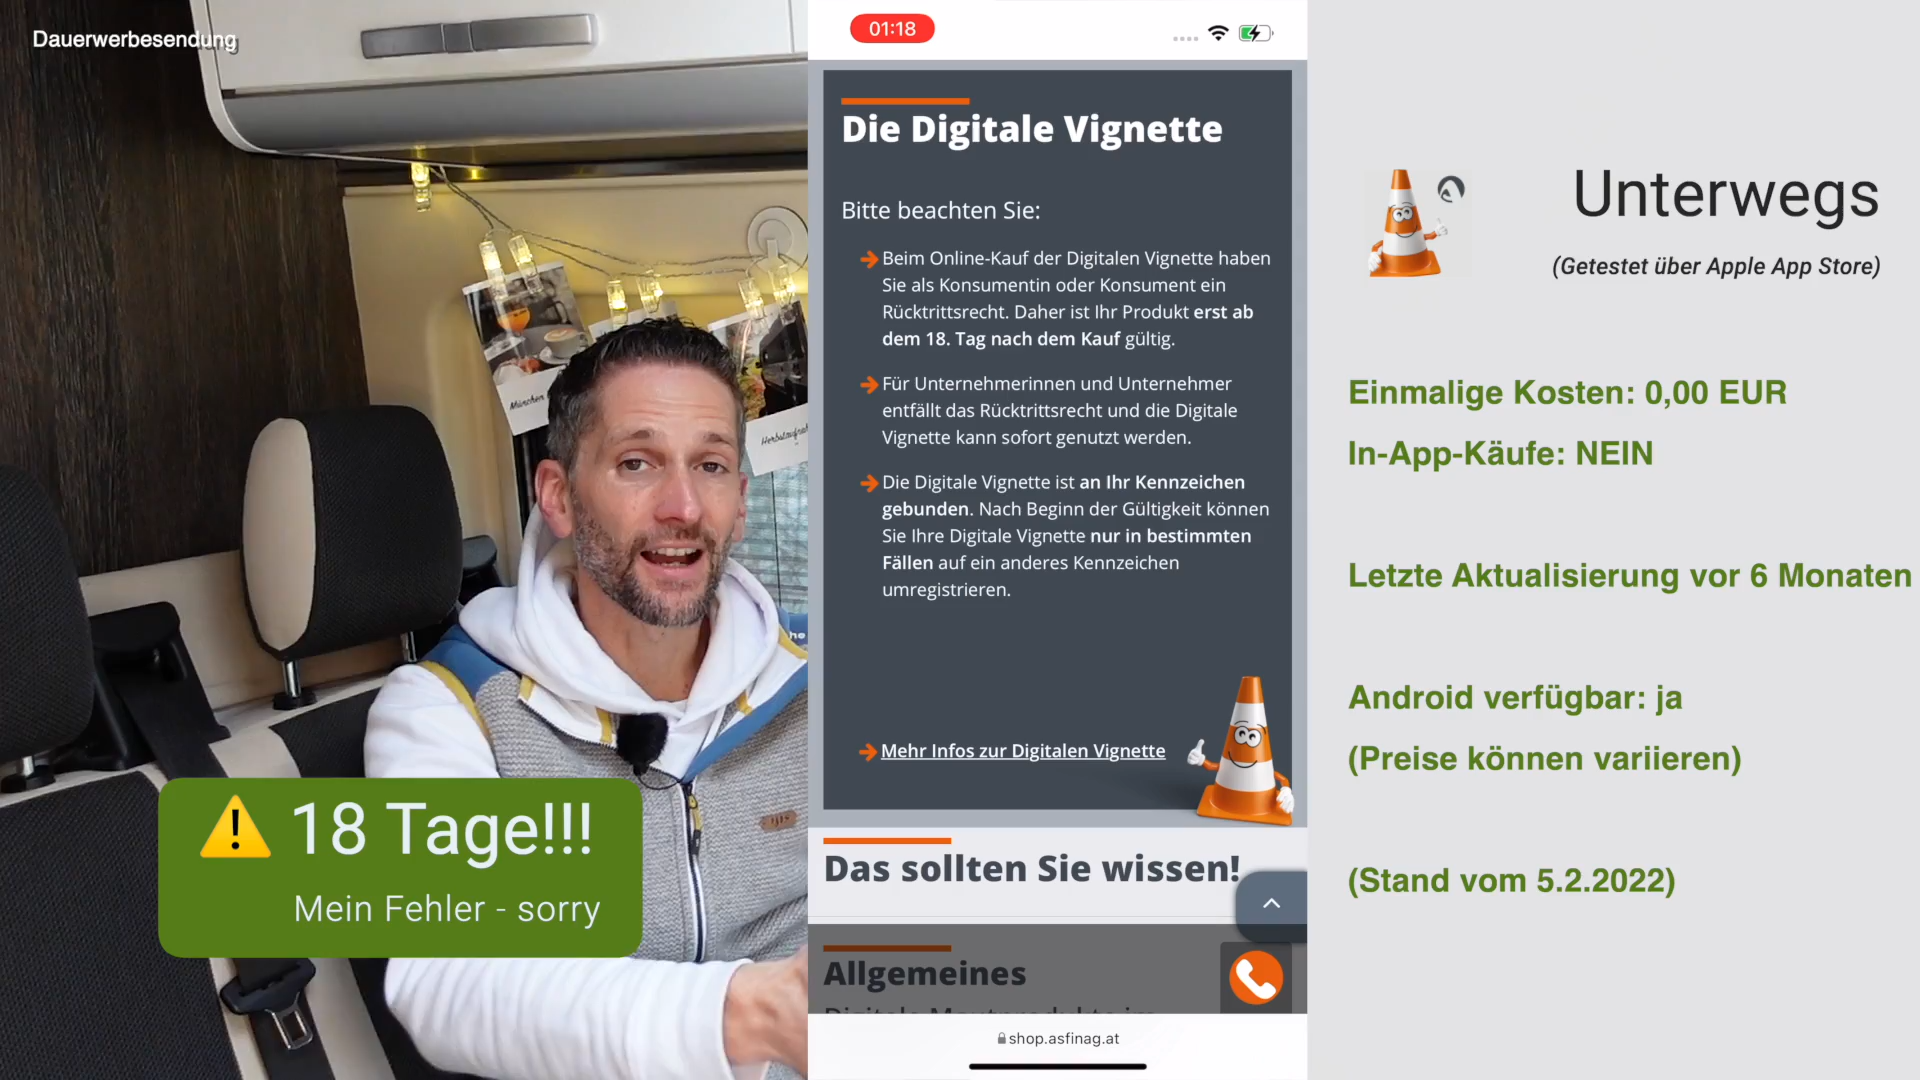 Dauerwerbesendung
München
⚠ 18 Tage!!!
Mein Fehler - sorry
01:18
Die Digitale Vignette
Bitte beachten Sie:
Beim Online-Kauf der Digitalen Vignette haben
Sie als Konsumentin oder Konsument ein
Rücktrittsrecht. Daher ist Ihr Produkt erst ab
dem 18. Tag nach dem Kauf gültig.
Für Unternehmerinnen und Unternehmer
entfällt das Rücktrittsrecht und die Digitale
Vignette kann sofort genutzt werden.
Die Digitale Vignette ist an Ihr Kennzeichen
gebunden. Nach Beginn der Gültigkeit können
Sie Ihre Digitale Vignette nur in bestimmten
Fällen auf ein anderes Kennzeichen
umregistrieren.
Mehr Infos zur Digitalen Vignette
Das sollten Sie wissen!
Allgemeines
shop.asfinag.at
Unterwegs
(Getestet über Apple App Store)
Einmalige Kosten: 0,00 EUR
In-App-Käufe: NEIN
Letzte Aktualisierung vor 6 Monaten
Android verfügbar: ja
(Preise können variieren)
(Stand vom 5.2.2022)